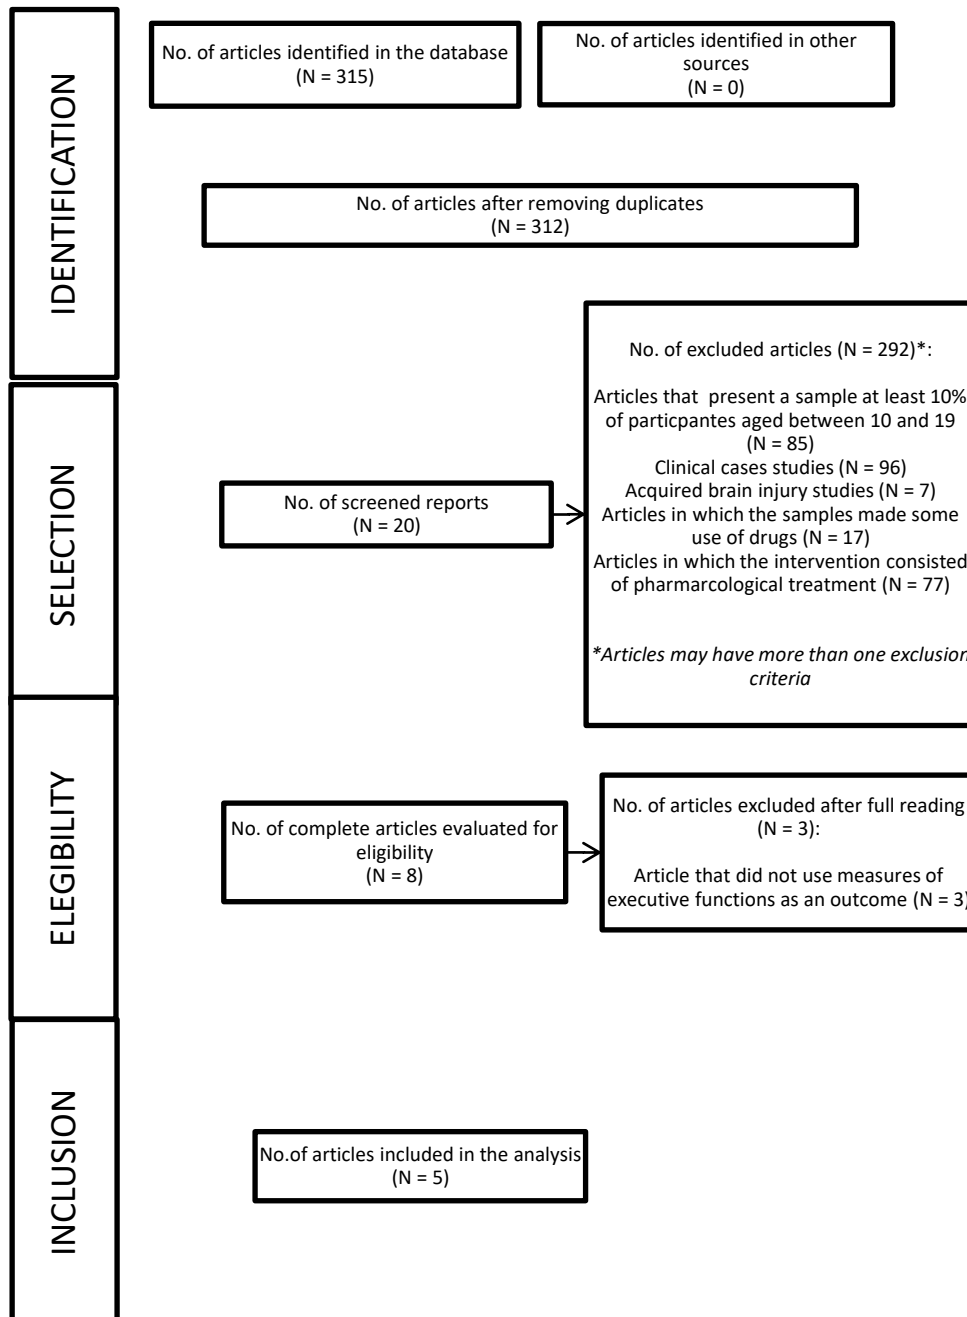 IDENTIFICATION
No. of articles identified in the database
(N = 315)
No. of articles identified in other
sources
(N = 0)
No. of articles after removing duplicates
(N = 312)
SELECTION
No. of screened reports
(N = 20)
No. of excluded articles (N = 292)*:
Articles that present a sample at least 10%
of particpantes aged between 10 and 19
(N = 85)
Clinical cases studies (N = 96)
Acquired brain injury studies (N = 7)
Articles in which the samples made some
use of drugs (N = 17)
Articles in which the intervention consisted
of pharmarcological treatment (N = 77)
*Articles may have more than one exclusion
criteria
ELEGIBILITY
No. of complete articles evaluated for
eligibility
(N = 8)
No. of articles excluded after full reading
(N = 3):
Article that did not use measures of
executive functions as an outcome (N = 3)
INCLUSION
No.of articles included in the analysis
(N = 5)